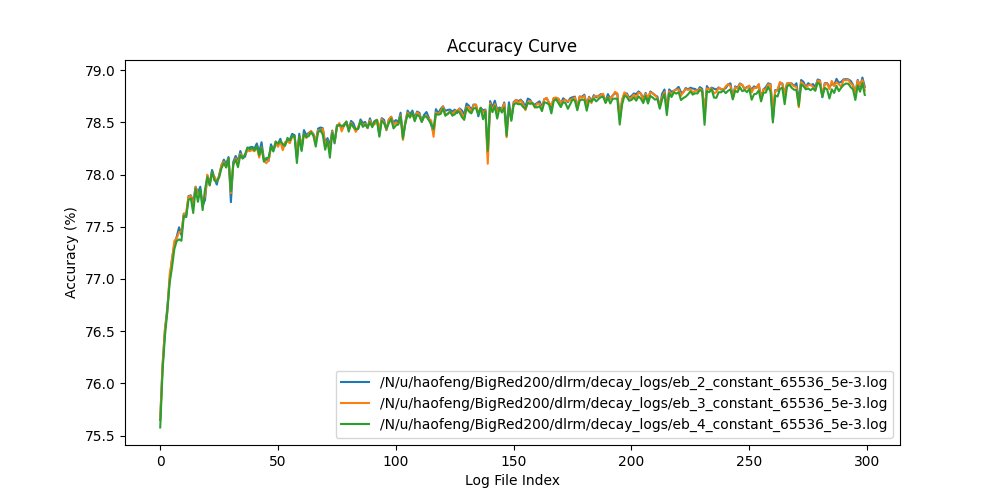 Accuracy Curve
Accuracy (%)
79.0
78.5
78.0
77.5
77.0
76.5
76.0
75.5
/N/u/haofeng/BigRed200/dlrm/decay_logs/eb_2_constant_65536_5e-3.log
/N/u/haofeng/BigRed200/dlrm/decay_logs/eb_3_constant_65536_5e-3.log
/N/u/haofeng/BigRed200/dlrm/decay_logs/eb_4_constant_65536_5e-3.log
0 50 100 150 200 250 300
Log File Index